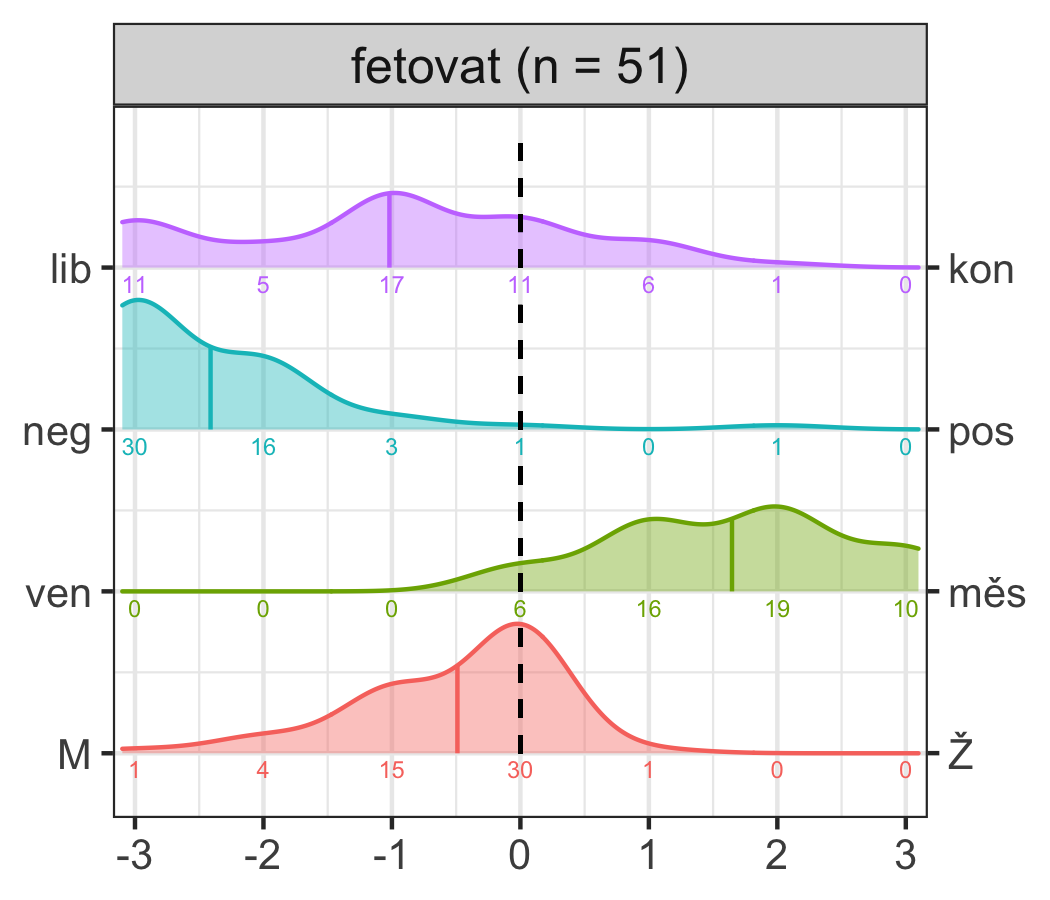 fetovat (n = 51)
lib kon
11 5 17 11 6 1 0
neg pos
30 16 3 1 0 1 0
ven měs
0 0 0 6 16 19 10
M Ž
1 4 15 30 1 0 0
-3 -2 -1 0 1 2 3